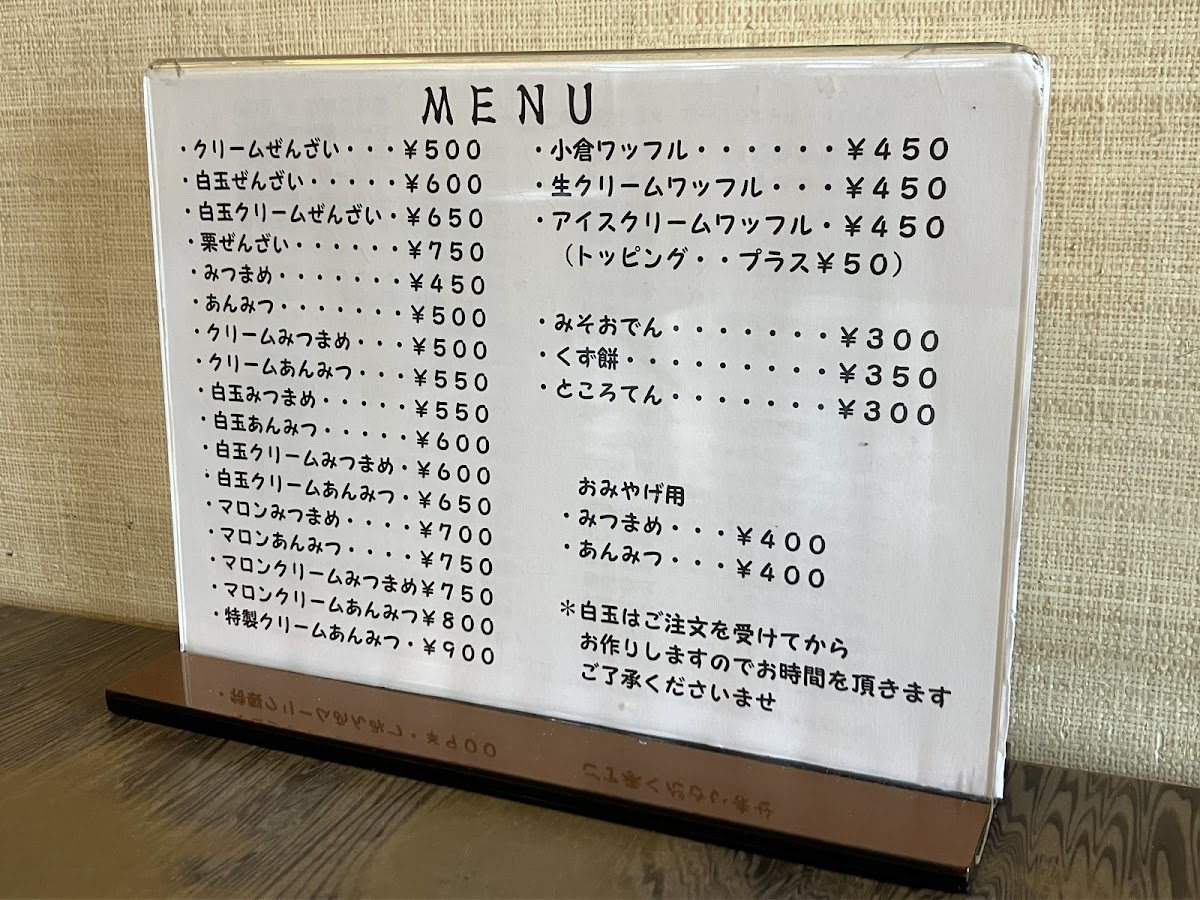 MENU
・クリームぜんざい・・・¥500
・白玉ぜんざい・・・・・¥600
・白玉クリームぜんざい・¥650
・栗ぜんざい・・・・・・¥750
・みつまめ・・・・・・・¥450
・あんみつ・・・・・・・¥500
・クリームみつまめ・・・¥500
・クリームあんみつ・・・¥550
・白玉みつまめ・・・・・¥550
・白玉あんみつ・・・・・¥600
・白玉クリームみつまめ・¥600
・白玉クリームあんみつ・¥650
・マロンみつまめ・・・・¥700
・マロンあんみつ・・・・¥750
・マロンクリームみつまめ¥750
・マロンクリームあんみつ¥800
・特製クリームあんみつ・¥900
・小倉ワッフル・・・・・・¥450
・生クリームワッフル・・・¥450
・アイスクリームワッフル・¥450
（トッピング・・プラス¥50）
・みそおでん・・・・・・・¥300
・くず餅・・・・・・・・・¥350
・ところてん・・・・・・・¥300
おみやげ用
・みつまめ・・・¥400
・あんみつ・・・¥400
＊白玉はご注文を受けてから
お作りしますのでお時間を頂きます
ご了承くださいませ